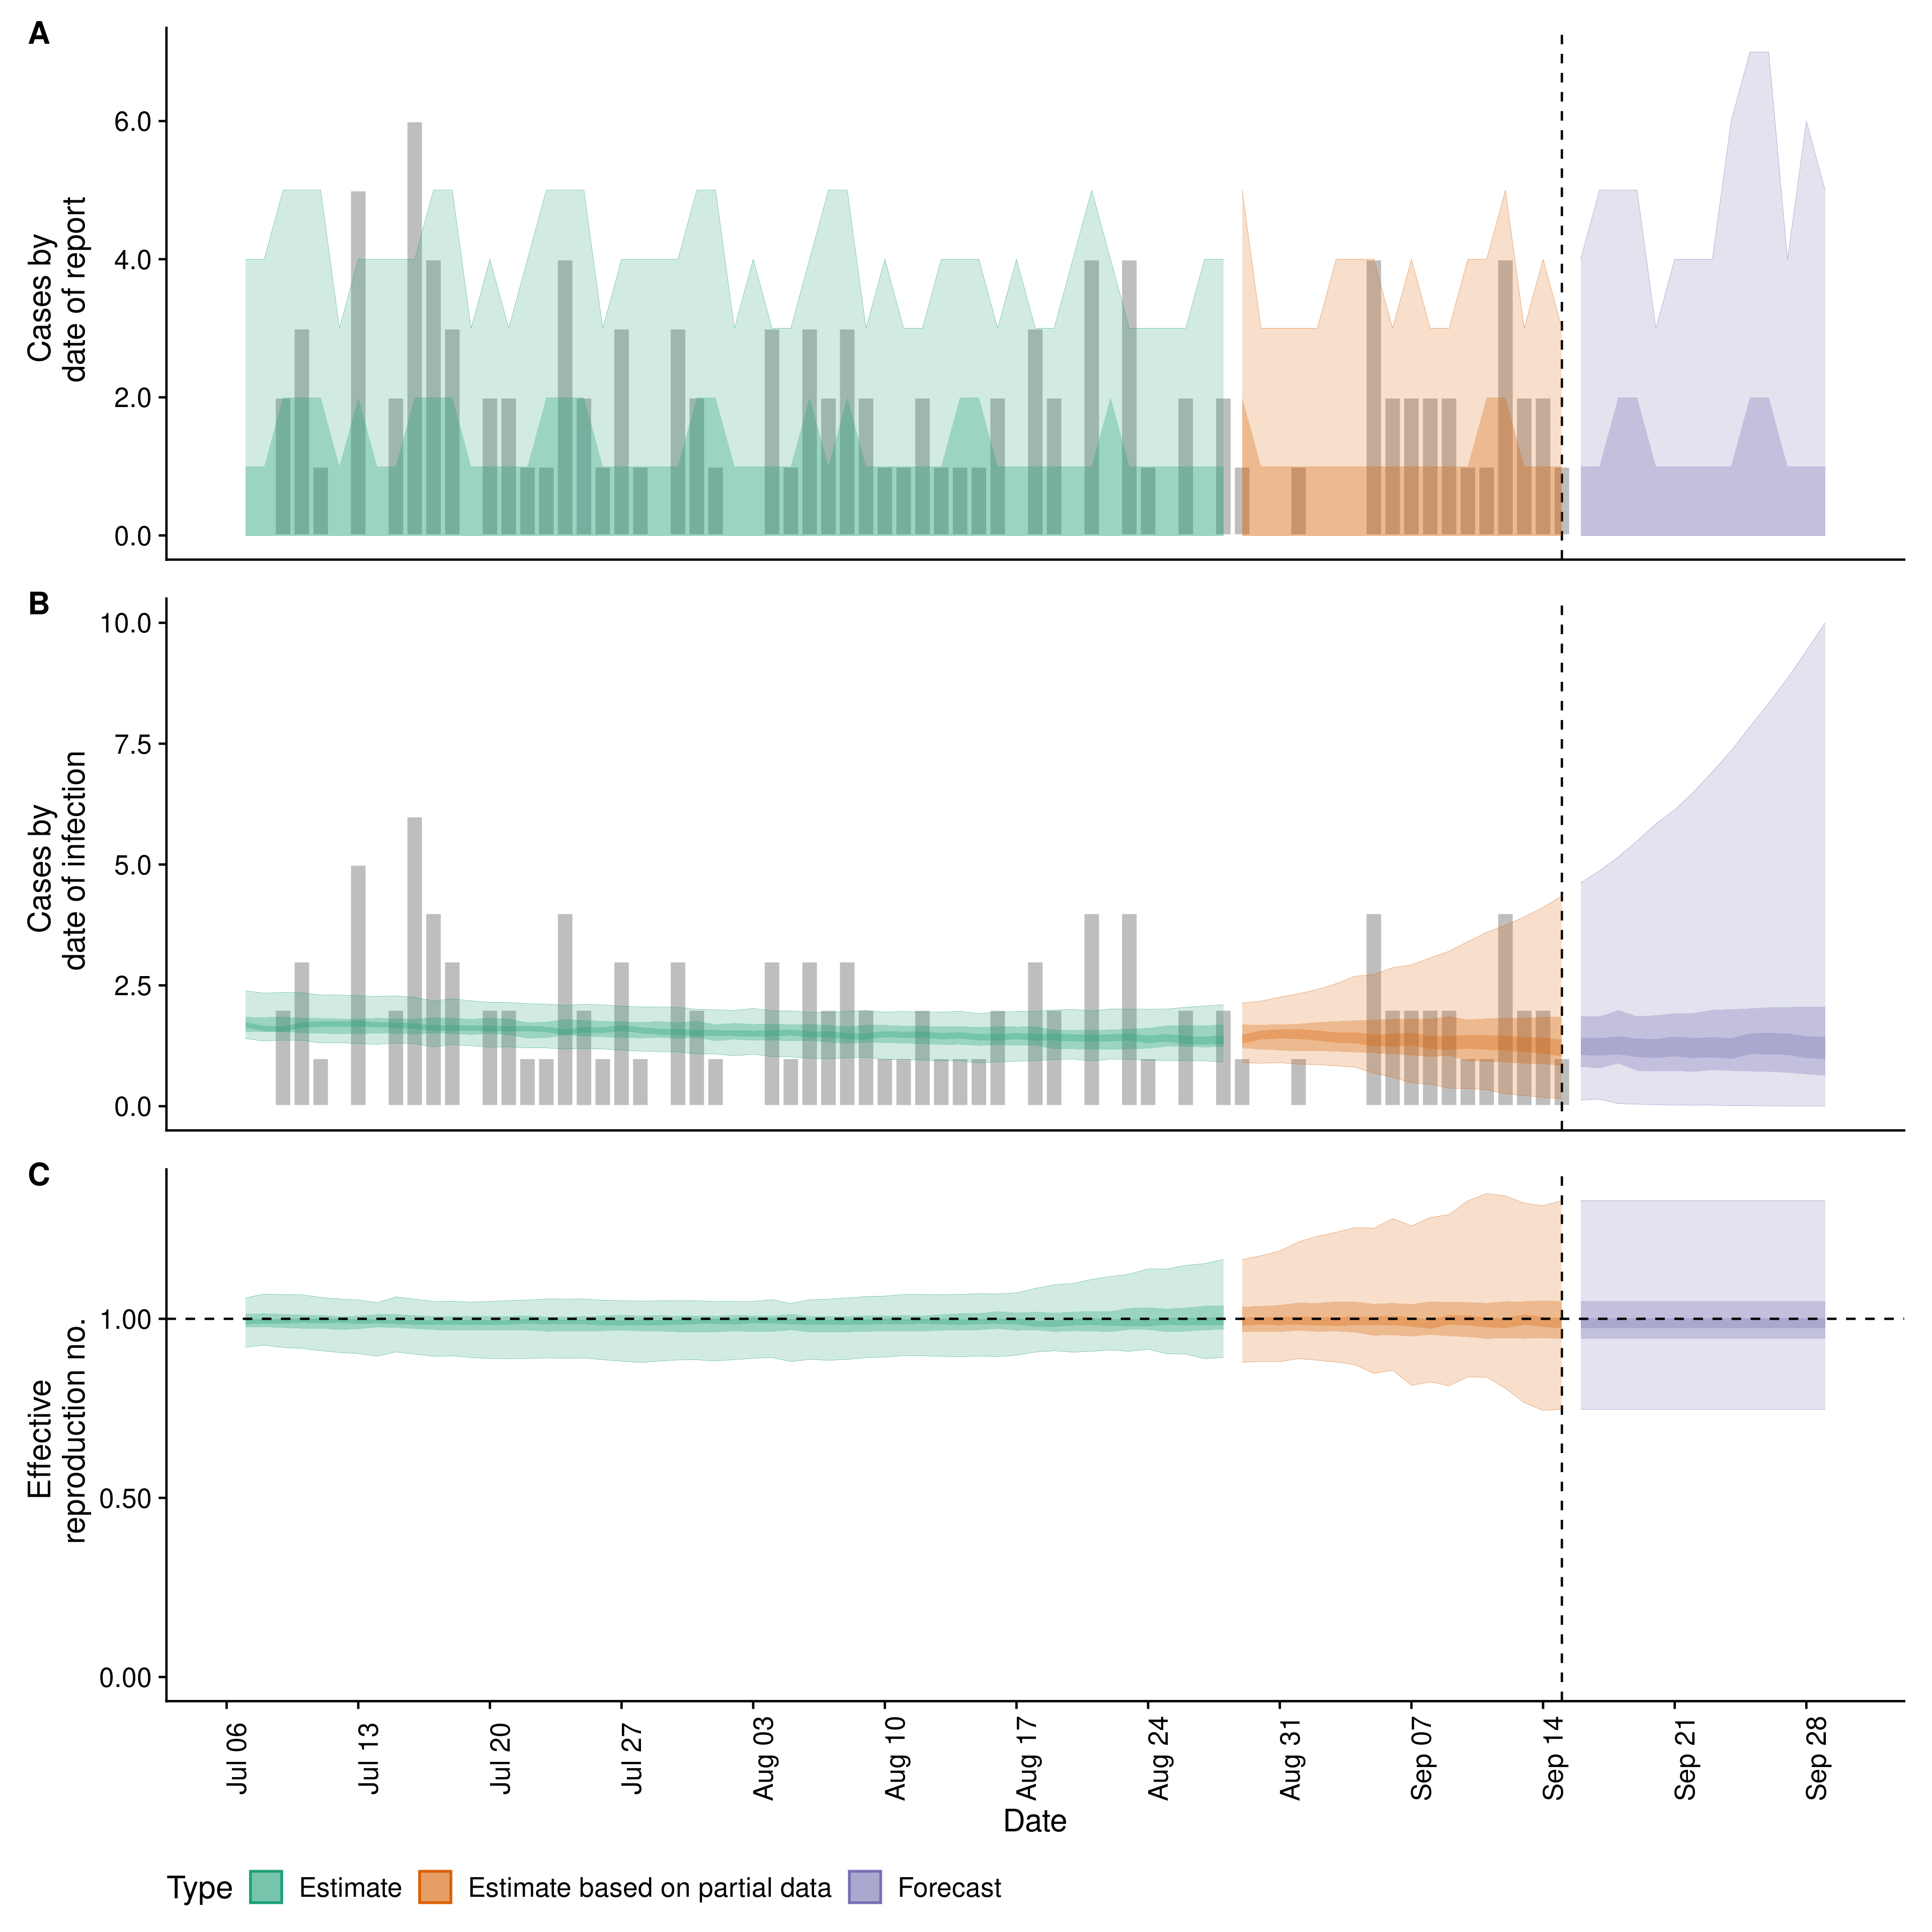 A
Cases by
date of report
6.0
4.0
2.0
0.0
B
Cases by
date of infection
10.0
7.5
5.0
2.5
0.0
C
Effective
reproduction no.
1.00
0.50
0.00
Jul 06
Jul 13
Jul 20
Jul 27
Aug 03
Aug 10
Aug 17
Aug 24
Aug 31
Sep 07
Sep 14
Sep 21
Sep 28
Date
Type Estimate Estimate based on partial data Forecast